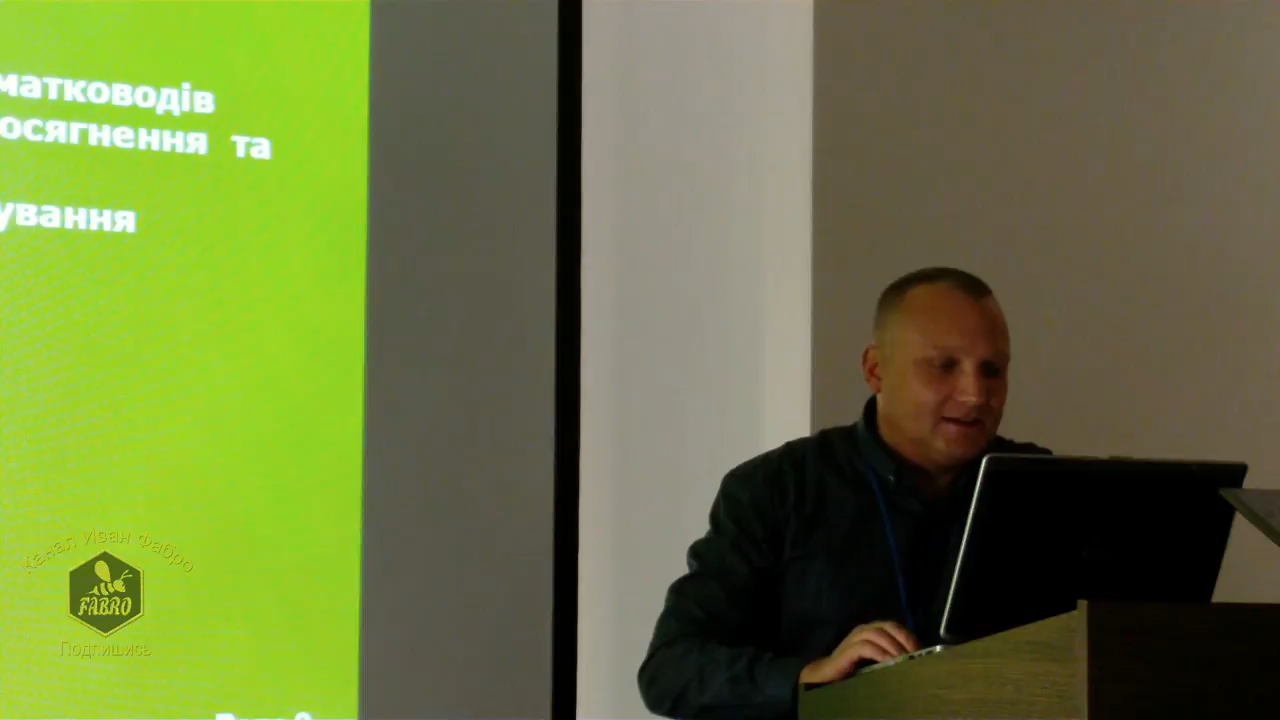 матководів
осягнення та
ування
Канал Иван Фабро
FABRO
Подпишись